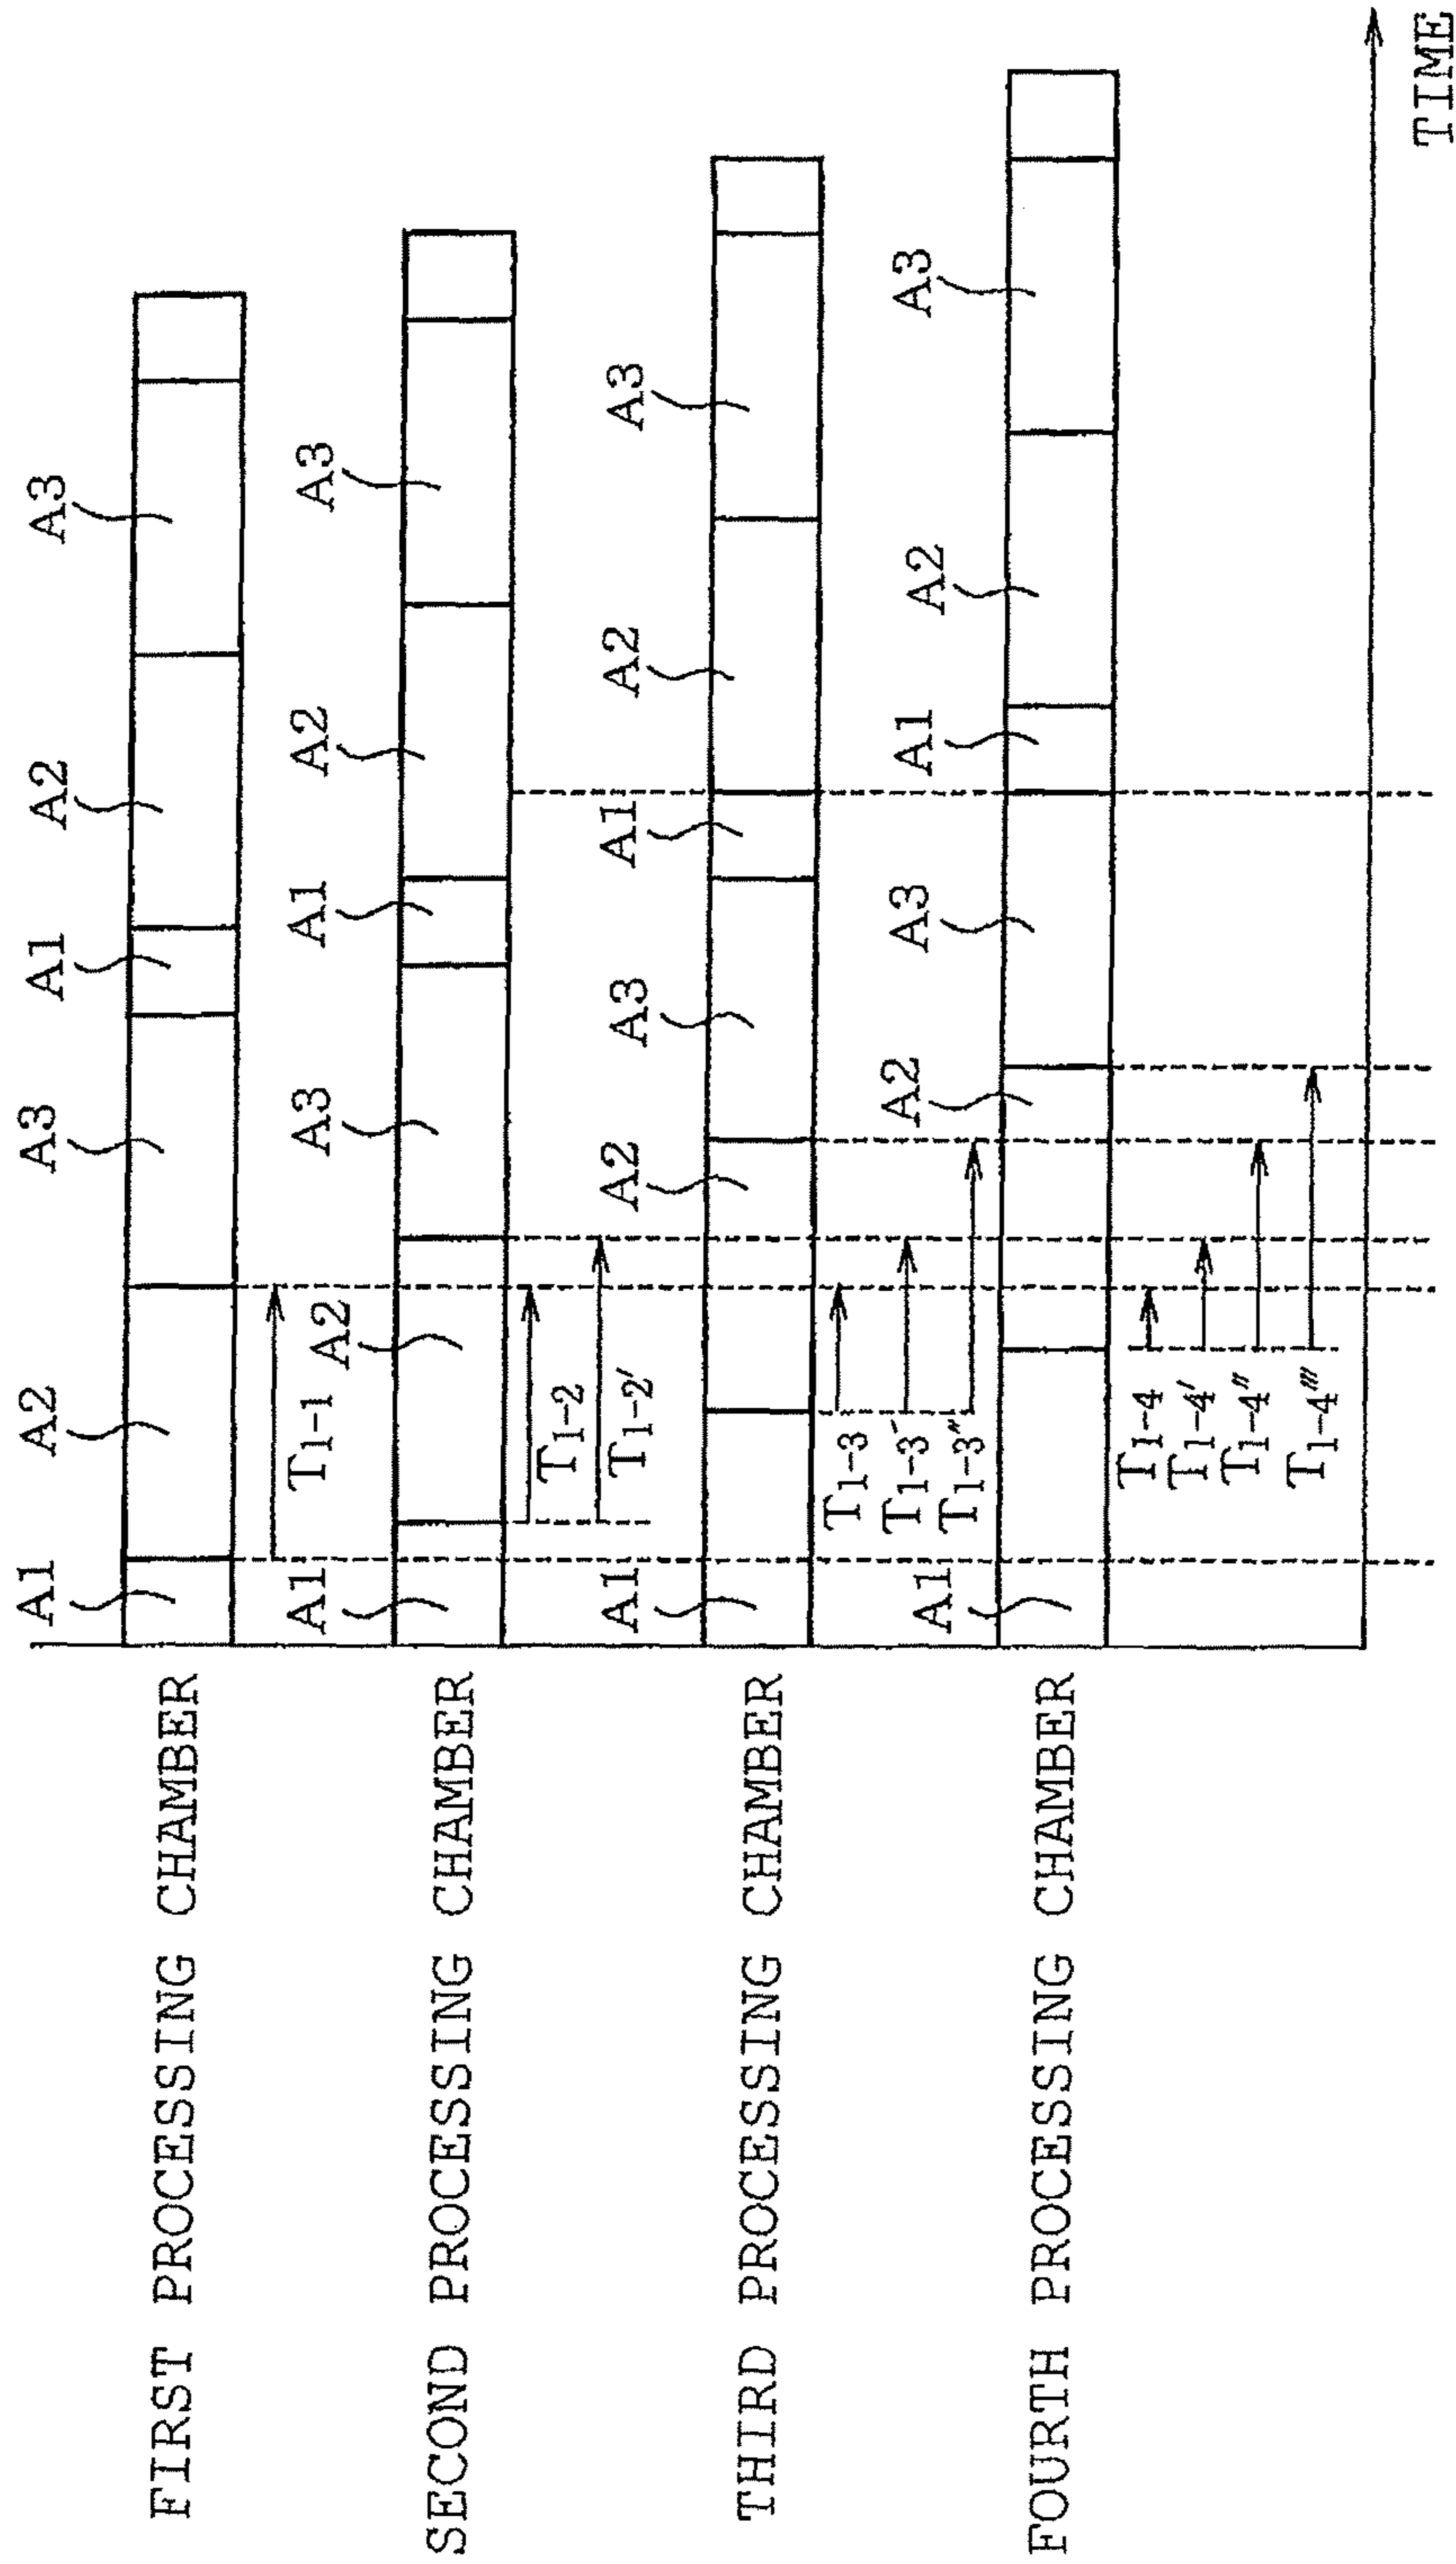 FIRST PROCESSING CHAMBER
A1
A2
A3
A1
A2
A3
T1-1
SECOND PROCESSING CHAMBER
A1
A2
A3
A1
A2
A3
T1-2
T1-2′
THIRD PROCESSING CHAMBER
A1
A2
A3
A1
A2
A3
T1-3
T1-3′
T1-3″
FOURTH PROCESSING CHAMBER
A1
A2
A3
A1
A2
A3
T1-4
T1-4′
T1-4″
T1-4‴
TIME